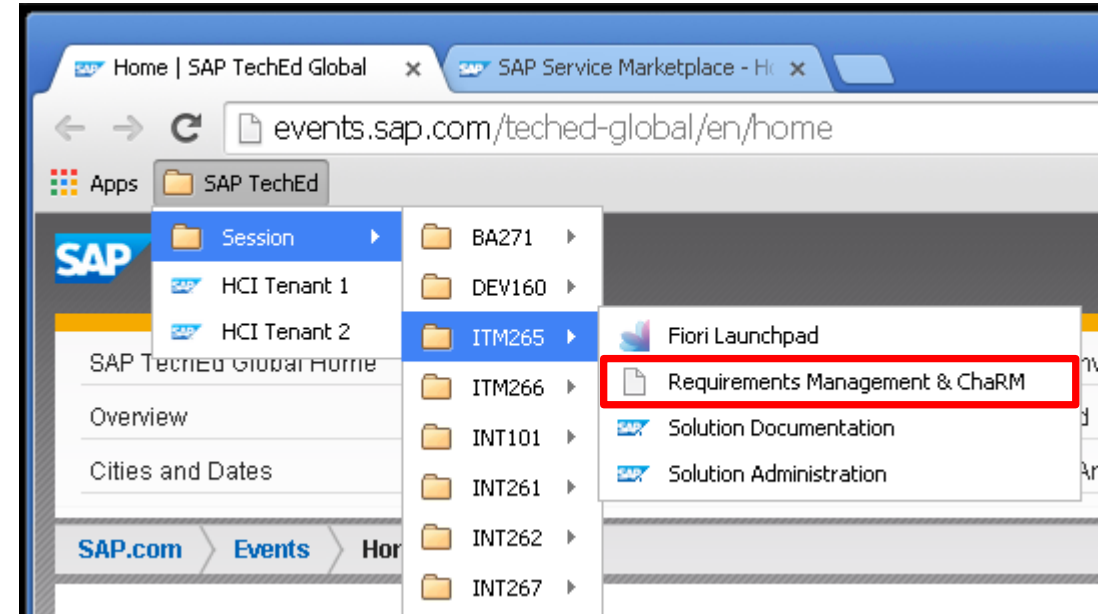 Home | SAP TechEd Global
SAP Service Marketplace - H
events.sap.com/teched-global/en/home
Apps
SAP TechEd
SAP
Session
HCI Tenant 1
HCI Tenant 2
BA271
DEV160
ITM265
ITM266
INT101
INT261
INT262
INT267
Fiori Launchpad
Requirements Management & ChaRM
Solution Documentation
Solution Administration
SAP TechEd Global Home
Overview
Cities and Dates
SAP.com
Events
Hor